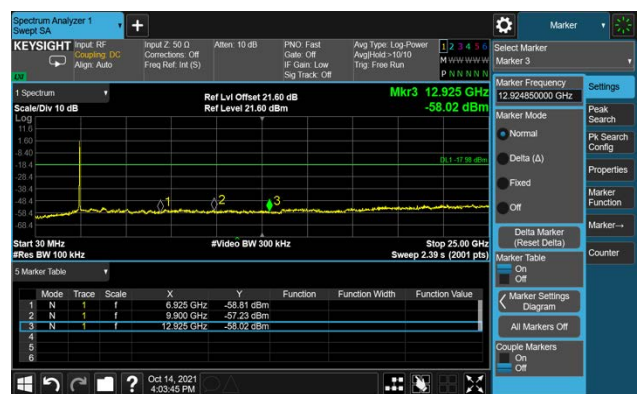 Spectrum Analyzer 1
Swept SA
Marker
KEYSIGHT
Input: RF
Coupling: DC
Align: Auto
Input Z: 50 Ω
Corrections: Off
Freq Ref: Int (S)
Atten: 10 dB
PNO: Fast
Gate: Off
IF Gain: Low
Sig Track: Off
Avg Type: Log-Power
Avg|Hold:>10/10
Trig: Free Run
1 2 3 4 5 6
M W W W W W
P N N N N N
Select Marker
Marker 3
LXI
1 Spectrum
Scale/Div 10 dB
Log
Ref Lvl Offset 21.60 dB
Ref Level 21.60 dBm
Mkr3 12.925 GHz
-58.02 dBm
11.6
1.60
-8.40
-18.4
-28.4
-38.4
-48.4
-58.4
-68.4
DL1 -17.98 dBm
1
2
3
Start 30 MHz
#Res BW 100 kHz
#Video BW 300 kHz
Stop 25.00 GHz
Sweep 2.39 s (2001 pts)
5 Marker Table
Mode Trace Scale X Y Function Function Width Function Value
1 N 1 f 6.925 GHz -58.81 dBm
2 N 1 f 9.900 GHz -57.23 dBm
3 N 1 f 12.925 GHz -58.02 dBm
4
5
6
Marker Frequency
12.924850000 GHz
Marker Mode
Normal
Delta (Δ)
Fixed
Off
Delta Marker
(Reset Delta)
Marker Table
On
Off
Marker Settings
Diagram
All Markers Off
Couple Markers
On
Off
Settings
Peak
Search
Pk Search
Config
Properties
Marker
Function
Marker→
Counter
?
Oct 14, 2021
4:03:45 PM